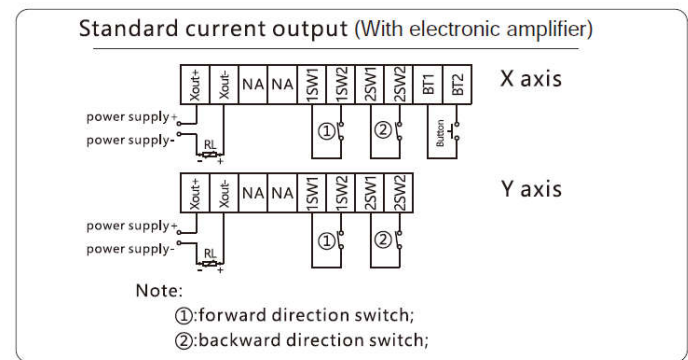 Standard current output (With electronic amplifier)
Xout+ Xout- NA NA 1SW1 1SW2 2SW1 2SW2 BT1 BT2 X axis
power supply+
power supply-
RL
- +
① ② Button
Xout+ Xout- NA NA 1SW1 1SW2 2SW1 2SW2 Y axis
power supply+
power supply-
RL
- +
① ②
Note:
①:forward direction switch;
②:backward direction switch;